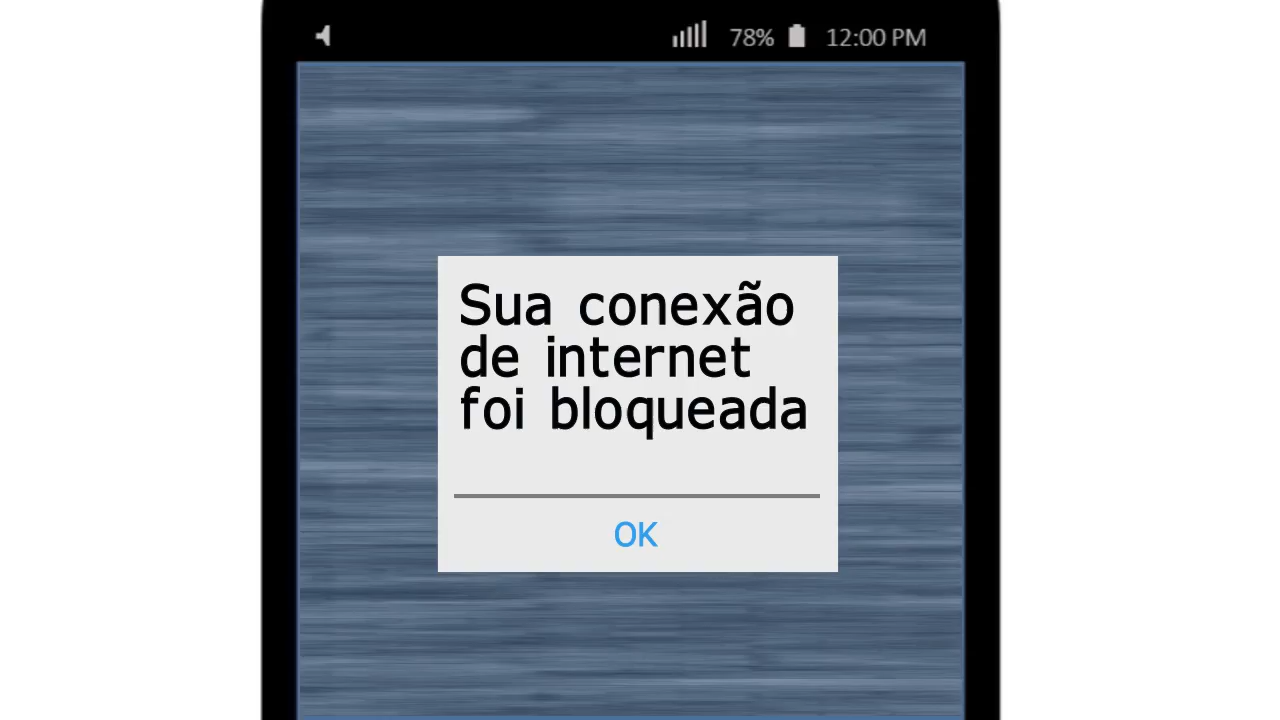 78% 12:00 PM
Sua conexão
de internet
foi bloqueada
OK